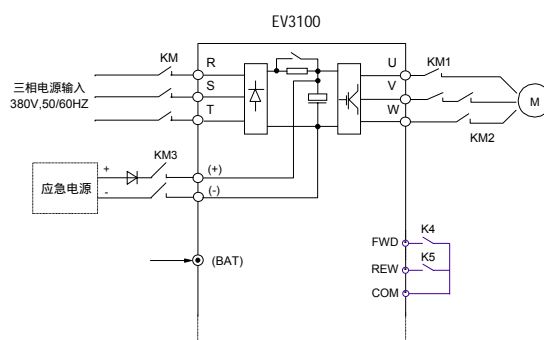 EV3100
KM
R
U
KM1
三相电源输入
380V,50/60HZ
S
V
M
T
W
KM2
KM3
+
(+)
应急电源
-
(-)
(BAT)
FWD
K4
REW
K5
COM